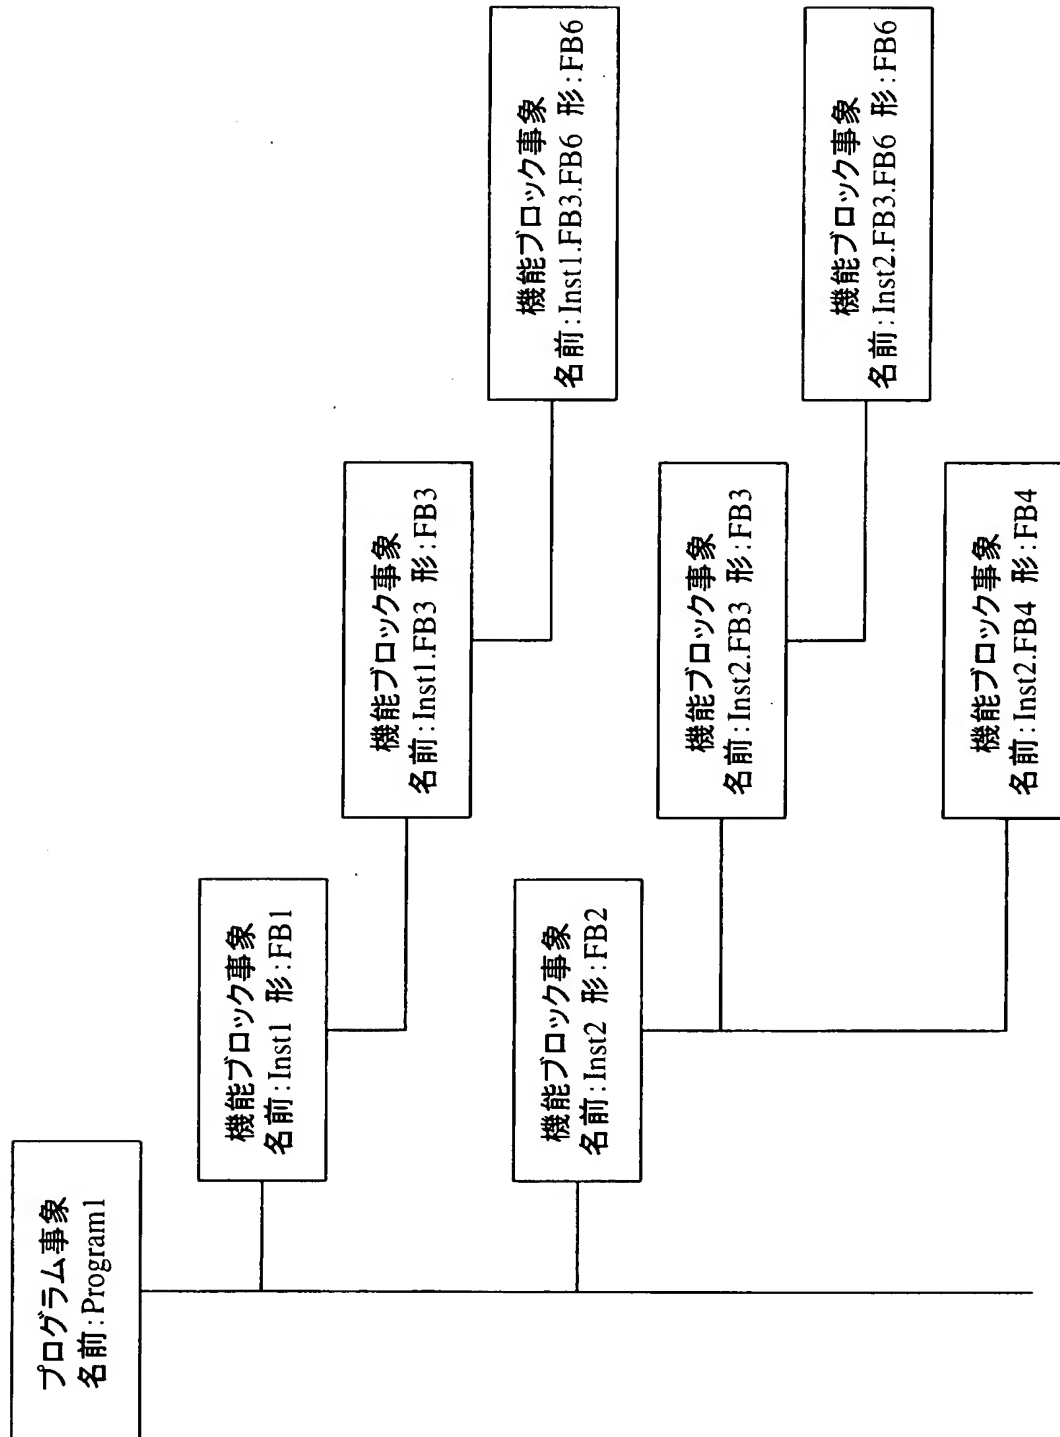 プログラム事象
名前:Program1
機能ブロック事象
名前:Inst1 形:FB1
機能ブロック事象
名前:Inst1.FB3 形:FB3
機能ブロック事象
名前:Inst1.FB3.FB6 形:FB6
機能ブロック事象
名前:Inst2 形:FB2
機能ブロック事象
名前:Inst2.FB3 形:FB3
機能ブロック事象
名前:Inst2.FB3.FB6 形:FB6
機能ブロック事象
名前:Inst2.FB4 形:FB4